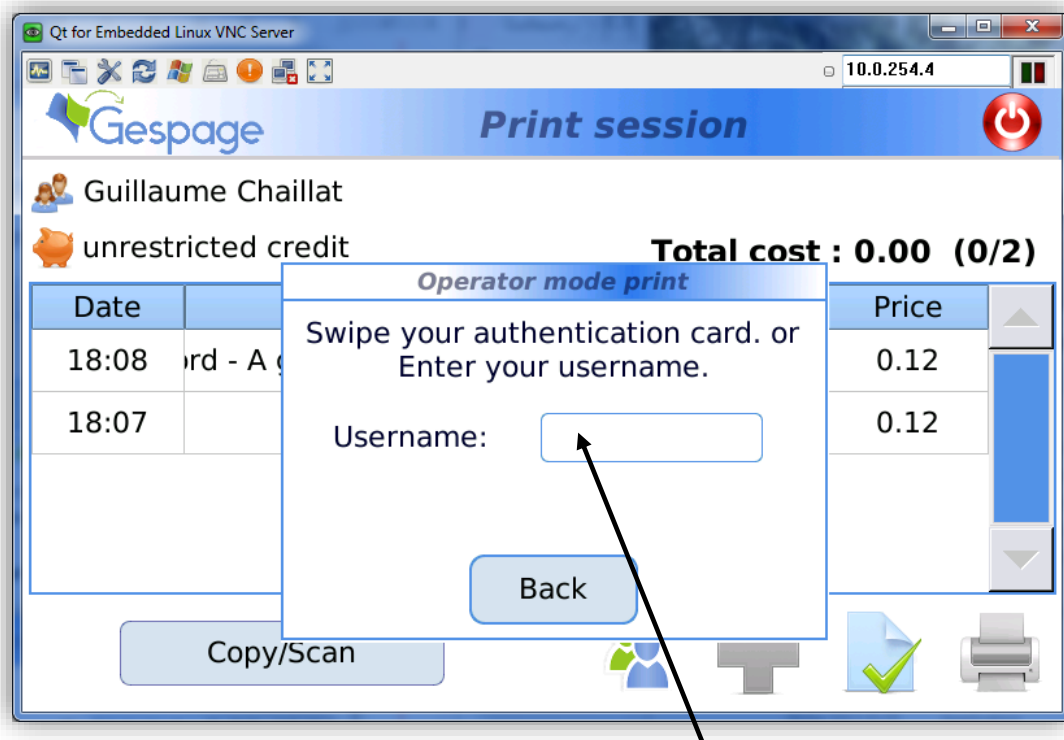 Qt for Embedded Linux VNC Server
10.0.254.4
Gespage
Print session
Guillaume Chaillat
unrestricted credit
Total cost : 0.00 (0/2)
Operator mode print
Date
Price
Swipe your authentication card. or
Enter your username.
18:08
- A
0.12
18:07
0.12
Username:
Back
Copy/Scan